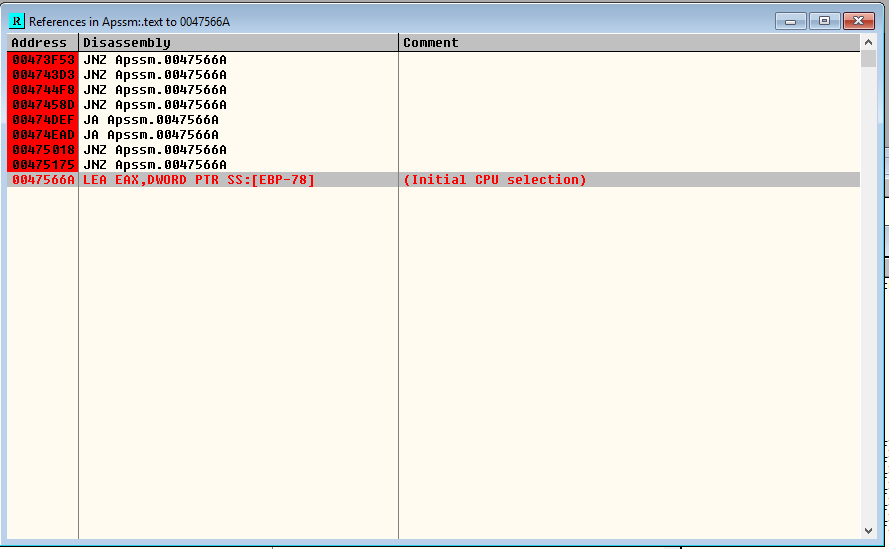 R References in Apssm:.text to 0047566A
Address Disassembly Comment
00473F53 JNZ Apssm.0047566A
004743D3 JNZ Apssm.0047566A
004744F8 JNZ Apssm.0047566A
0047458D JNZ Apssm.0047566A
00474DEF JA Apssm.0047566A
00474EAD JA Apssm.0047566A
00475018 JNZ Apssm.0047566A
00475175 JNZ Apssm.0047566A
0047566A LEA EAX,DWORD PTR SS:[EBP-78] (Initial CPU selection)